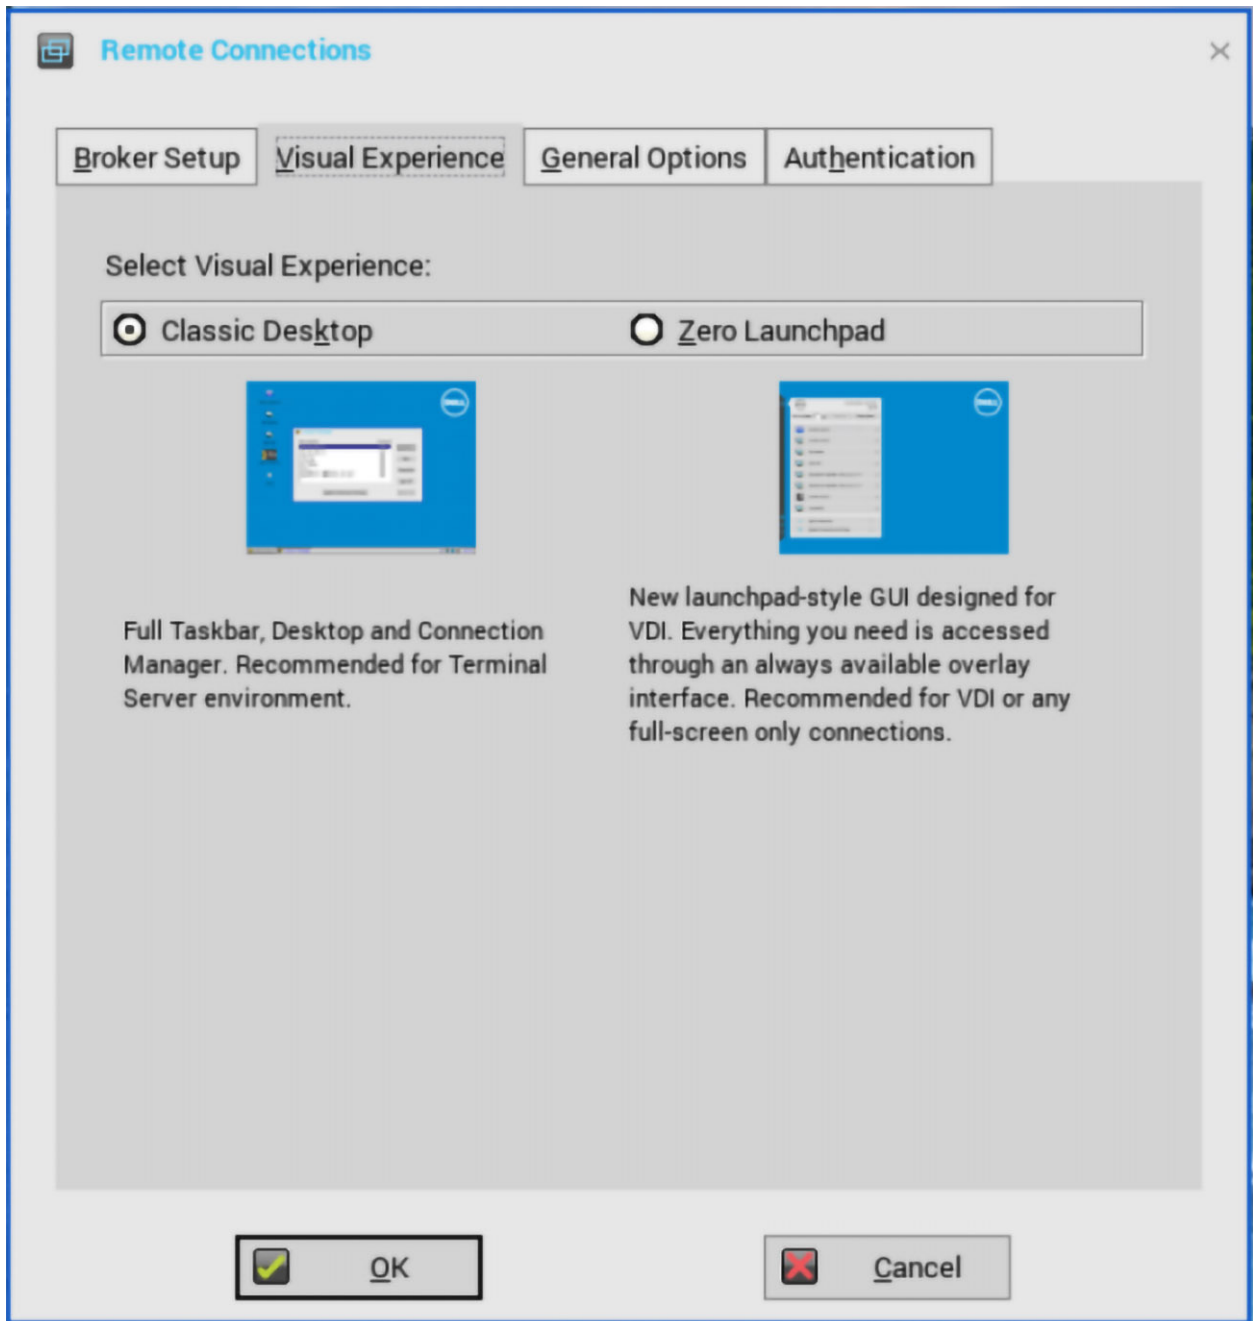 Remote Connections
Broker Setup
Visual Experience
General Options
Authentication
Select Visual Experience:
Classic Desktop
Zero Launchpad
DELL
DELL
Full Taskbar, Desktop and Connection
Manager. Recommended for Terminal
Server environment.
New launchpad-style GUI designed for
VDI. Everything you need is accessed
through an always available overlay
interface. Recommended for VDI or any
full-screen only connections.
OK
Cancel